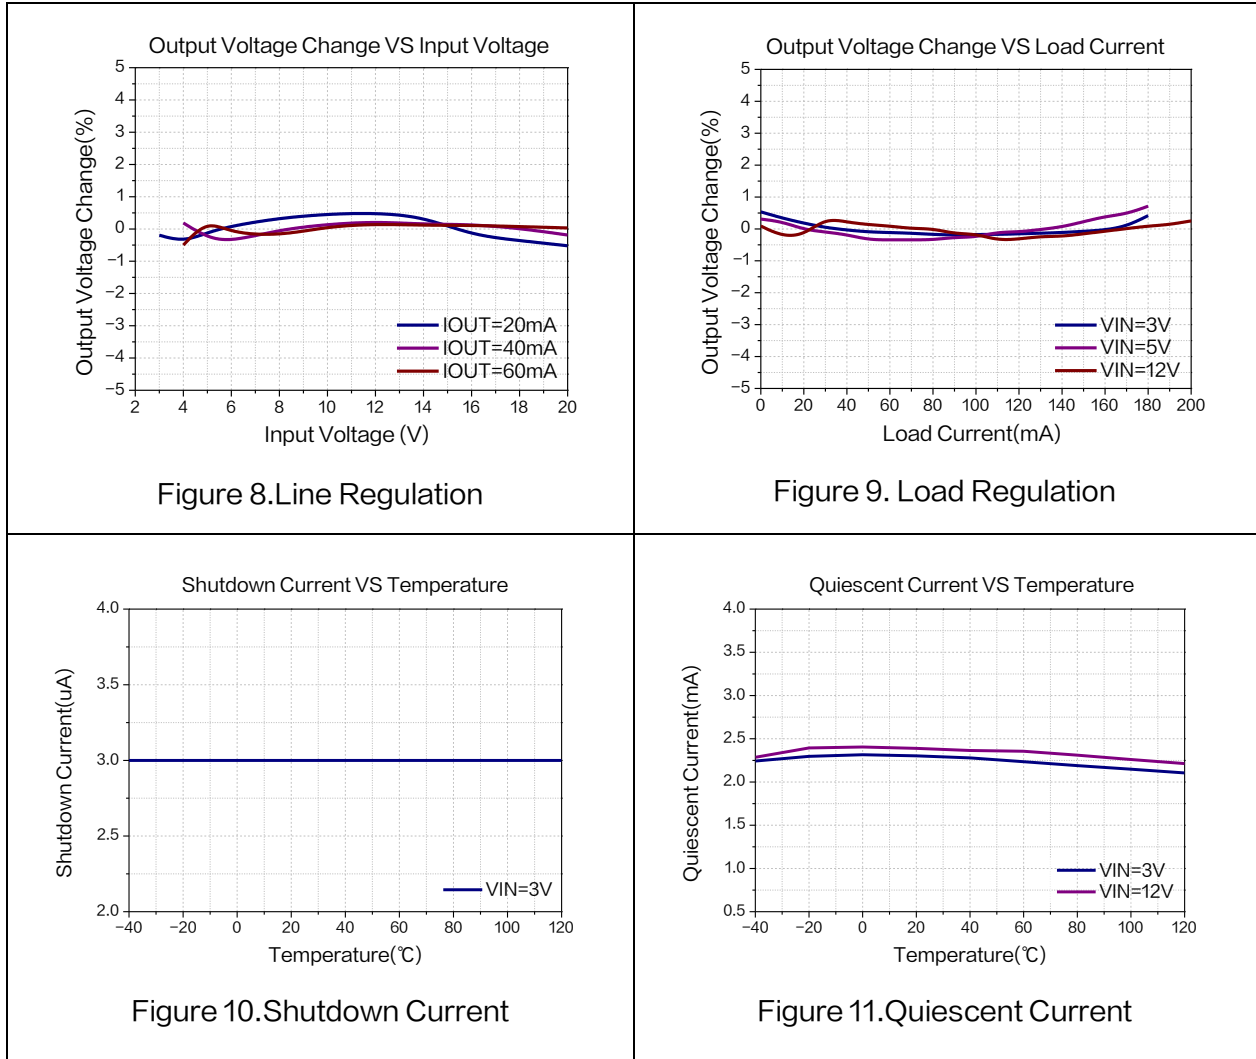 Output Voltage Change VS Input Voltage
Output Voltage Change(%)
5
4
3
2
1
0
−1
−2
−3
−4
−5
IOUT=20mA
IOUT=40mA
IOUT=60mA
2 4 6 8 10 12 14 16 18 20
Input Voltage (V)
Figure 8.Line Regulation
Output Voltage Change VS Load Current
Output Voltage Change(%)
5
4
3
2
1
0
−1
−2
−3
−4
−5
VIN=3V
VIN=5V
VIN=12V
0 20 40 60 80 100 120 140 160 180 200
Load Current(mA)
Figure 9. Load Regulation
Shutdown Current VS Temperature
Shutdown Current(uA)
4.0
3.5
3.0
2.5
2.0
VIN=3V
−40 −20 0 20 40 60 80 100 120
Temperature(℃)
Figure 10.Shutdown Current
Quiescent Current VS Temperature
Quiescent Current(mA)
4.0
3.5
3.0
2.5
2.0
1.5
1.0
0.5
VIN=3V
VIN=12V
−40 −20 0 20 40 60 80 100 120
Temperature(℃)
Figure 11.Quiescent Current